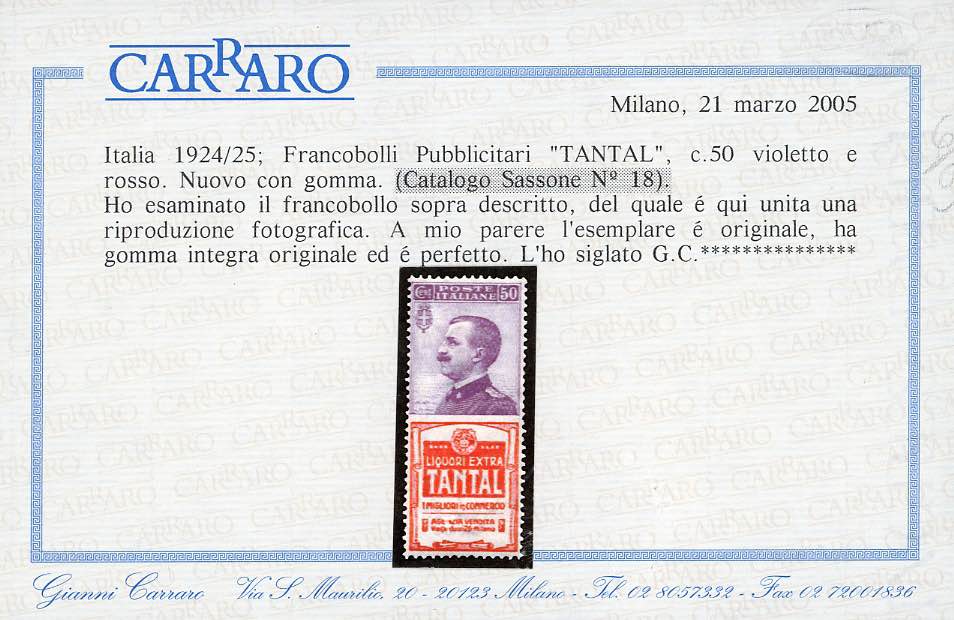 CARRARO
Milano, 21 marzo 2005
Italia 1924/25; Francobolli Pubblicitari "TANTAL", c.50 violetto e
rosso. Nuovo con gomma. (Catalogo Sassone Nº 18).
Ho esaminato il francobollo sopra descritto, del quale é qui unita una
riproduzione fotografica. A mio parere l'esemplare é originale, ha
gomma integra originale ed é perfetto. L'ho siglato G.C.***************
Cent POSTE ITALIANE 50
LIQUORI EXTRA
TANTAL
I MIGLIORI IN COMMERCIO
VENDITA
Milano
Gianni Carraro Via S. Maurilio, 20 - 20123 Milano - Tel. 02 8057332 - Fax 02 72001836